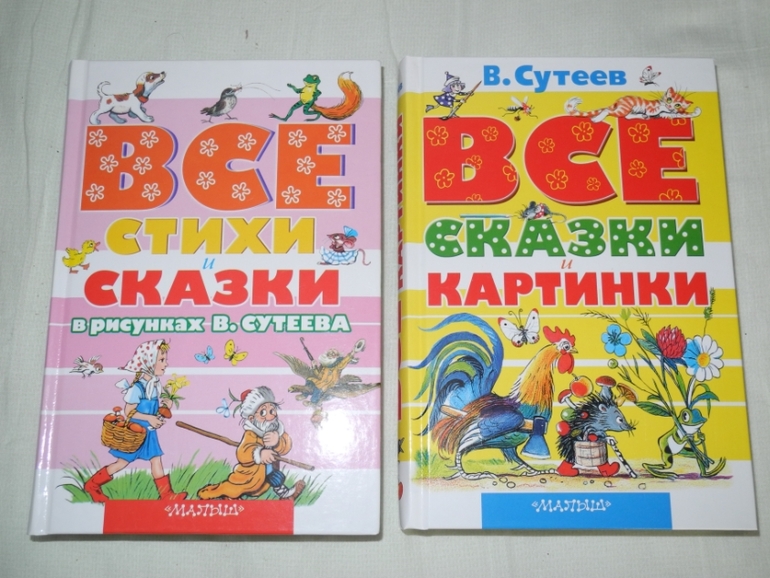 ВСЕ
СТИХИ
и
СКАЗКИ
в рисунках В. СУТЕЕВА
«МАЛЫШ»
В. Сутеев
ВСЕ
СКАЗКИ
и
КАРТИНКИ
«МАЛЫШ»